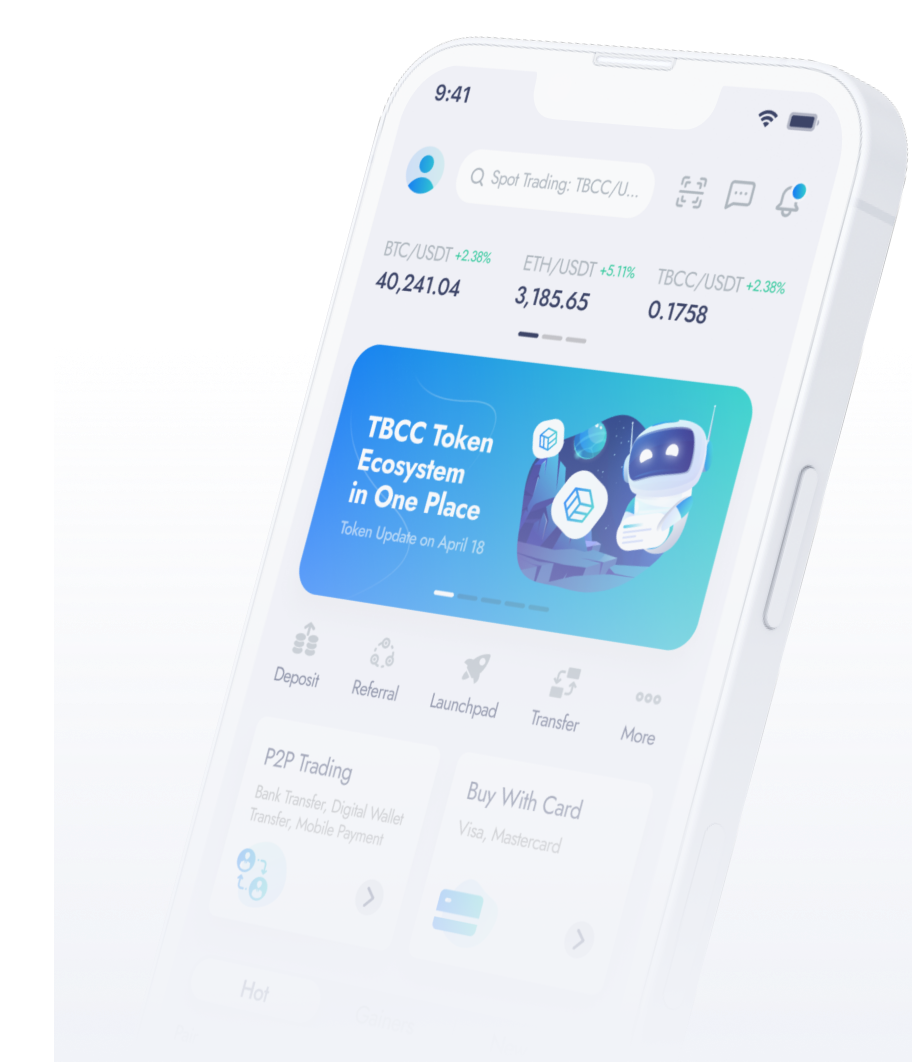 9:41
Spot Trading: TBCC/U...
BTC/USDT +2.38%
40,241.04
ETH/USDT +5.11%
3,185.65
TBCC/USDT +2.38%
0.1758
TBCC Token
Ecosystem
in One Place
Token Update on April 18
Deposit
Referral
Launchpad
Transfer
More
P2P Trading
Bank Transfer, Digital Wallet
Transfer, Mobile Payment
Buy With Card
Visa, Mastercard
Hot